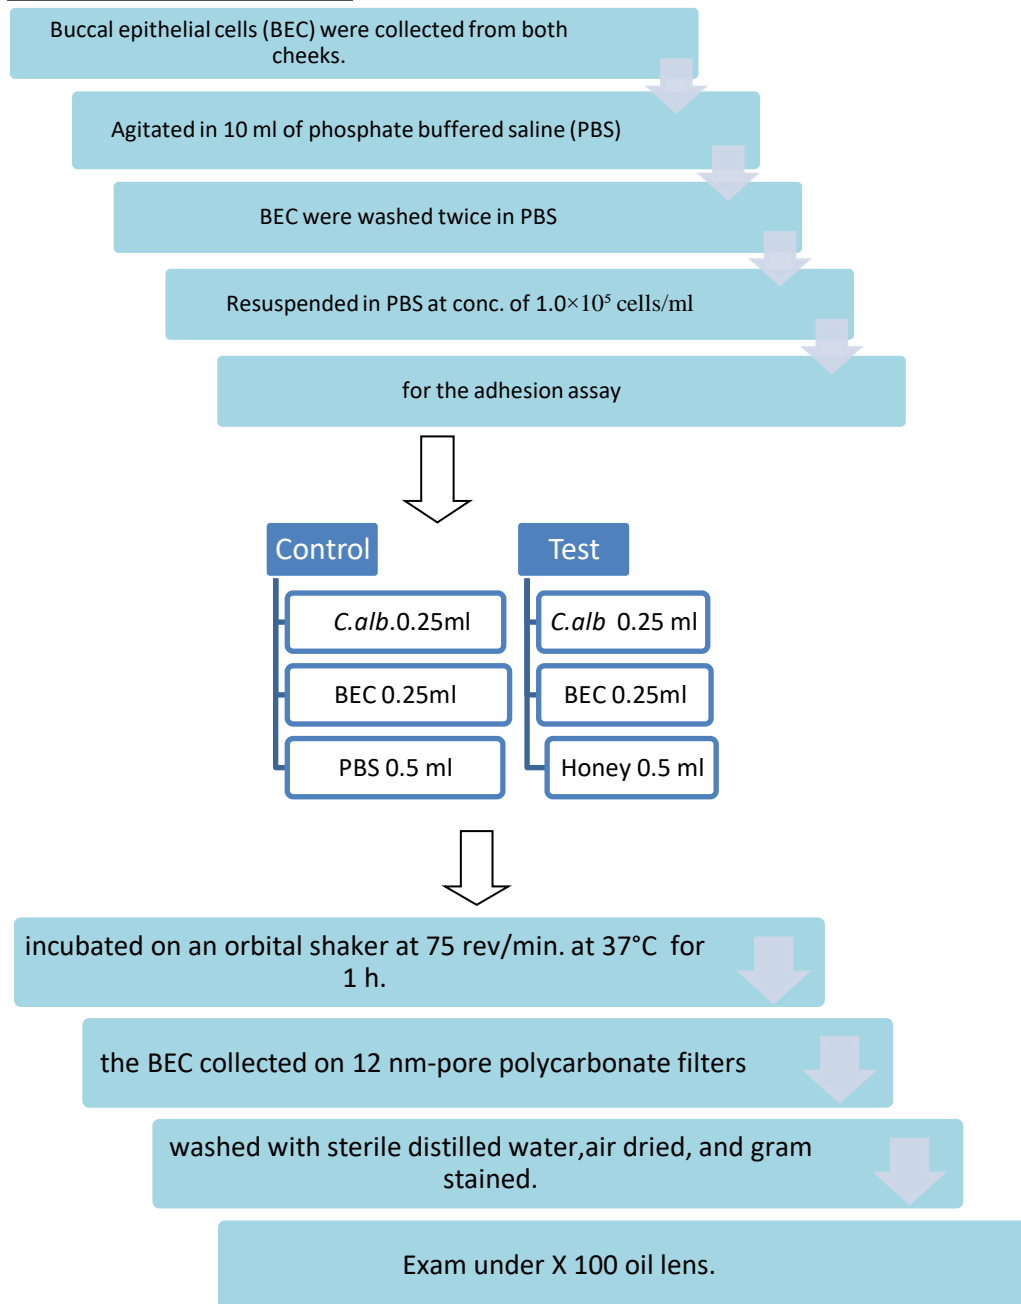 Buccal epithelial cells (BEC) were collected from both
cheeks.
Agitated in 10 ml of phosphate buffered saline (PBS)
BEC were washed twice in PBS
Resuspended in PBS at conc. of 1.0×10⁵ cells/ml
for the adhesion assay
Control
C.alb.0.25ml
BEC 0.25ml
PBS 0.5 ml
Test
C.alb 0.25 ml
BEC 0.25ml
Honey 0.5 ml
incubated on an orbital shaker at 75 rev/min. at 37°C for
1 h.
the BEC collected on 12 nm-pore polycarbonate filters
washed with sterile distilled water,air dried, and gram
stained.
Exam under X 100 oil lens.